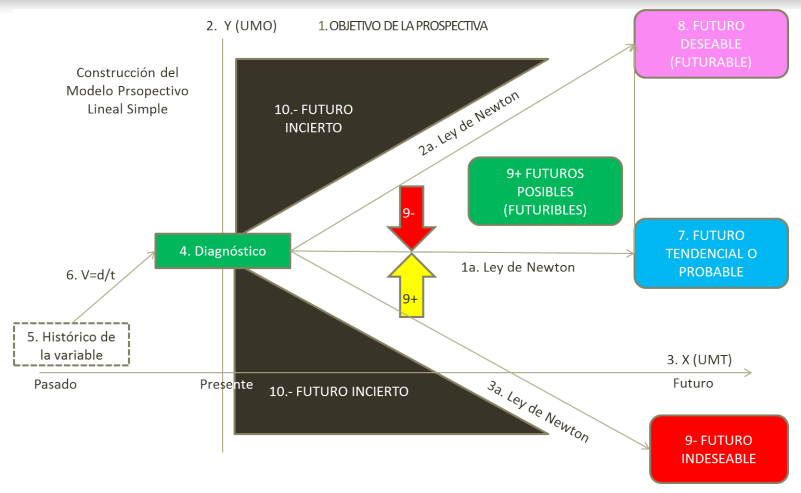 2. Y (UMO)
1. OBJETIVO DE LA PROSPECTIVA
Construcción del
Modelo Prsopectivo
Lineal Simple
10.- FUTURO
INCIERTO
2a. Ley de Newton
8. FUTURO
DESEABLE
(FUTURABLE)
9+ FUTUROS
POSIBLES
(FUTURIBLES)
9-
4. Diagnóstico
7. FUTURO
TENDENCIAL O
PROBABLE
6. V=d/t
1a. Ley de Newton
9+
5. Histórico de
la variable
3. X (UMT)
Pasado
Presente
Futuro
10.- FUTURO INCIERTO
3a. Ley de Newton
9- FUTURO
INDESEABLE